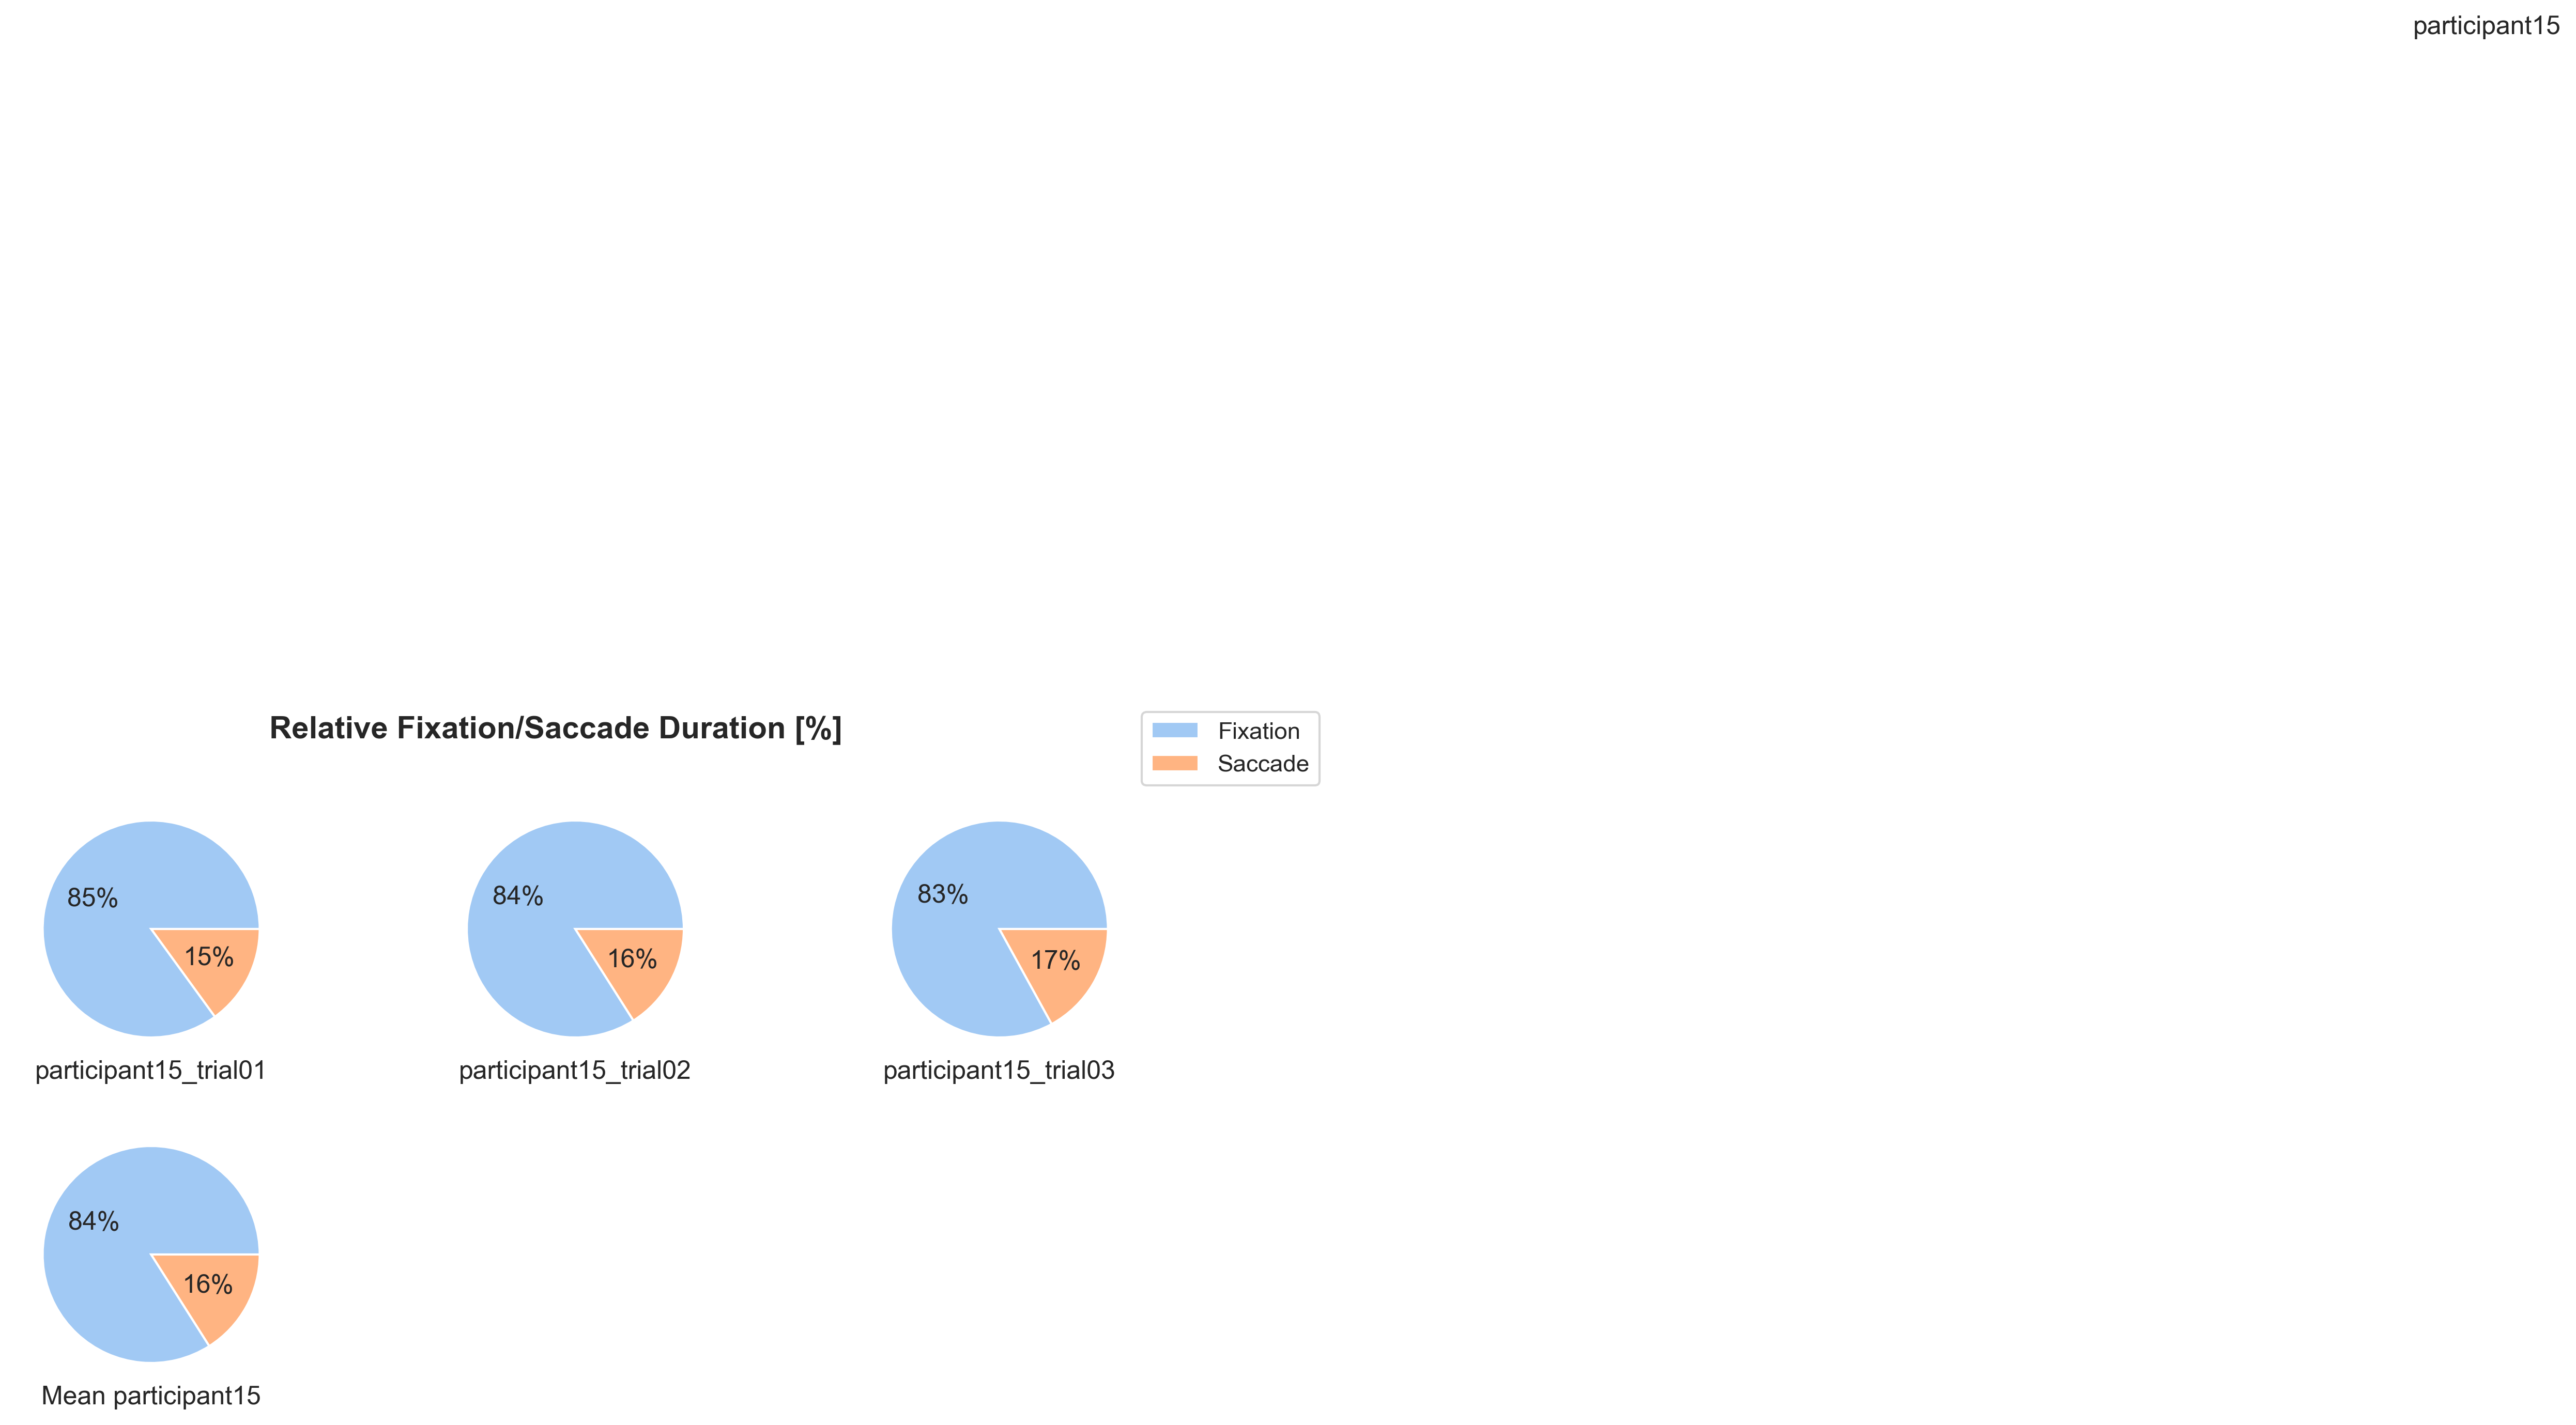 participant15
Relative Fixation/Saccade Duration [%]
Fixation
Saccade
85%
15%
84%
16%
83%
17%
participant15_trial01
participant15_trial02
participant15_trial03
84%
16%
Mean participant15